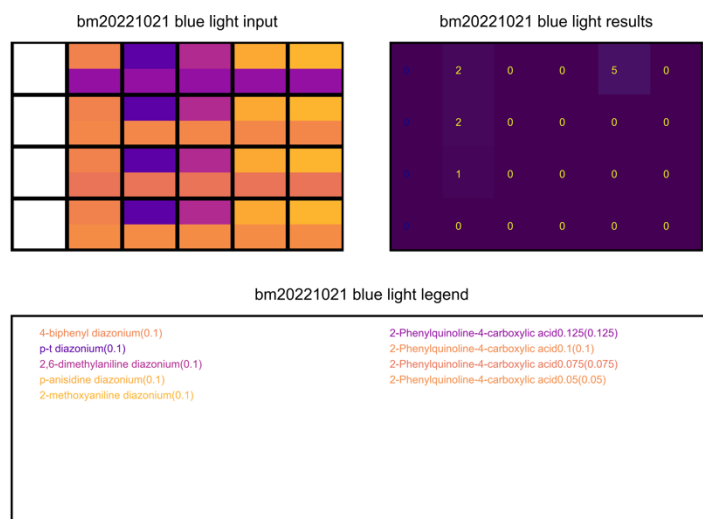 bm20221021 blue light input
bm20221021 blue light results
0 2 0 0 5 0
0 2 0 0 0 0
0 1 0 0 0 0
0 0 0 0 0 0
bm20221021 blue light legend
4-biphenyl diazonium(0.1)
p-t diazonium(0.1)
2,6-dimethylaniline diazonium(0.1)
p-anisidine diazonium(0.1)
2-methoxyaniline diazonium(0.1)
2-Phenylquinoline-4-carboxylic acid0.125(0.125)
2-Phenylquinoline-4-carboxylic acid0.1(0.1)
2-Phenylquinoline-4-carboxylic acid0.075(0.075)
2-Phenylquinoline-4-carboxylic acid0.05(0.05)